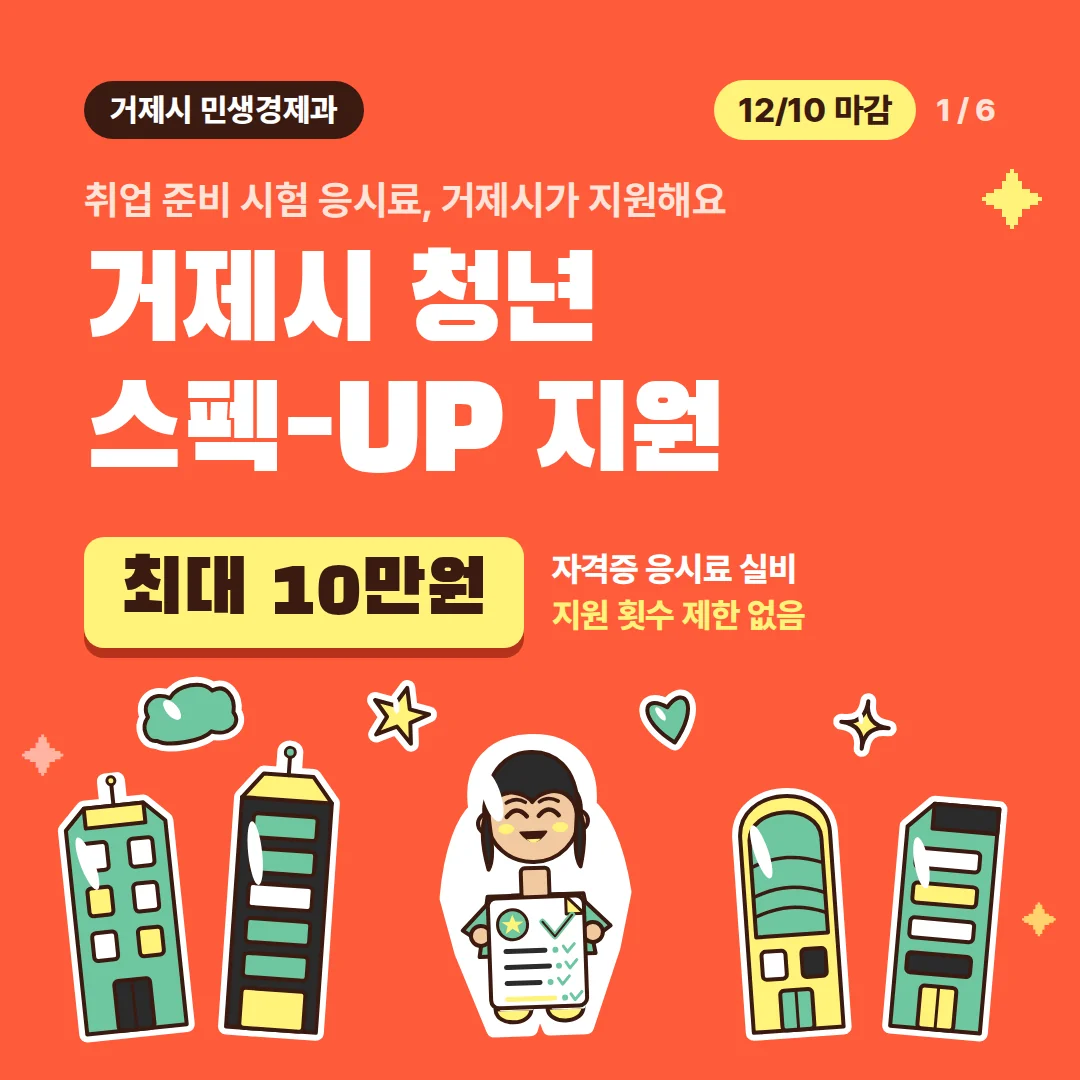 거제시 민생경제과
12/10 마감
1 / 6
취업 준비 시험 응시료, 거제시가 지원해요
거제시 청년
스펙-UP 지원
최대 10만원
자격증 응시료 실비
지원 횟수 제한 없음